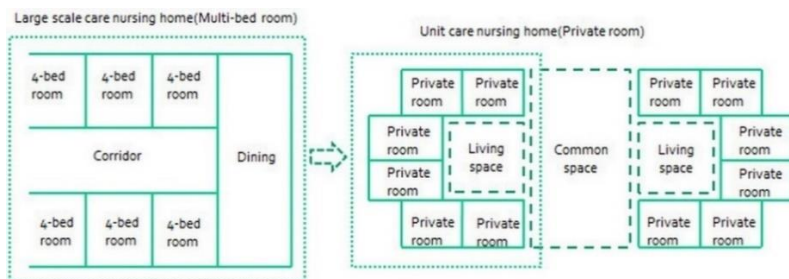 Large scale care nursing home(Multi-bed room)
4-bed
room
4-bed
room
4-bed
room
Corridor
Dining
4-bed
room
4-bed
room
4-bed
room
Unit care nursing home(Private room)
Private
room
Private
room
Private
room
Private
room
Living
space
Private
room
Private
room
Common
space
Private
room
Private
room
Living
space
Private
room
Private
room
Private
room
Private
room